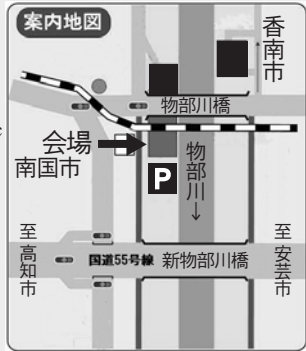 案内地図
香南市
物部川橋
会場
南国市
物部川↓
P
至高知市
至安芸市
国道55号線
新物部川橋